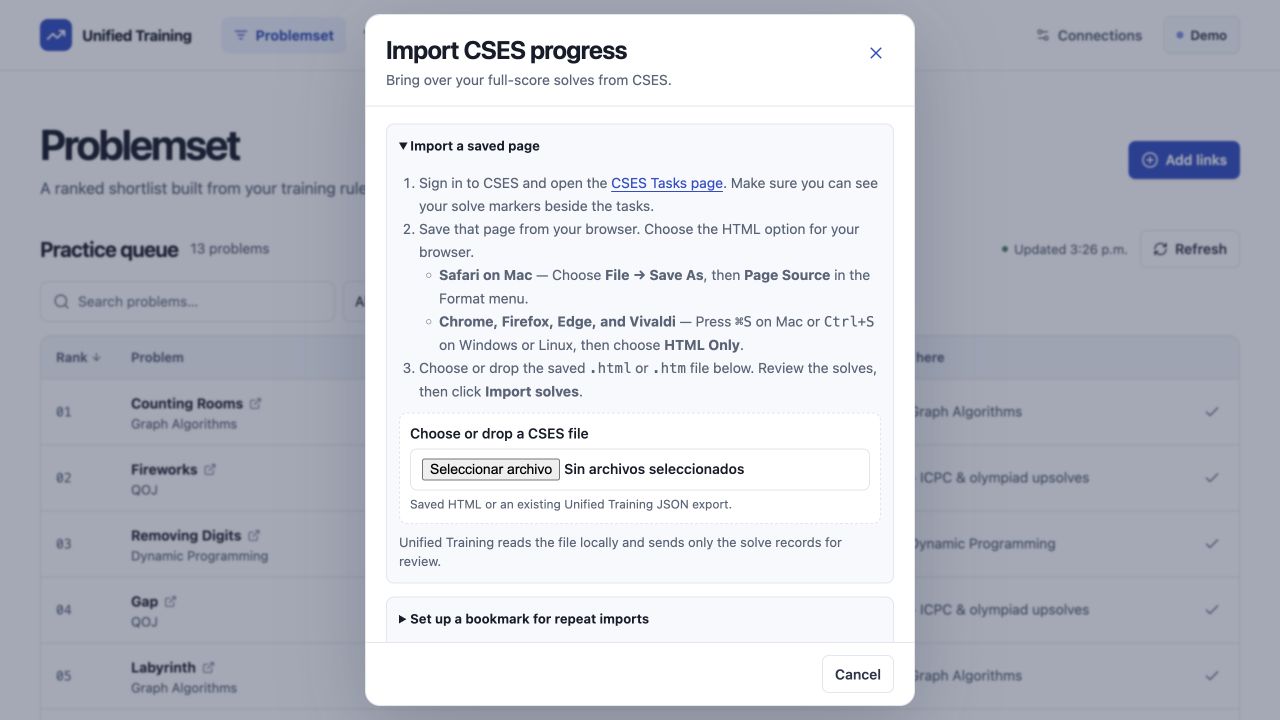 Unified Training
Problemset
Connections
Demo
Problemset
A ranked shortlist built from your training rule
Add links
Practice queue
13 problems
Updated 3:26 p.m.
Refresh
Search problems...
Rank ↓
Problem
here
01
Counting Rooms
Graph Algorithms
Graph Algorithms
02
Fireworks
QOJ
ICPC & olympiad upsolves
03
Removing Digits
Dynamic Programming
Dynamic Programming
04
Gap
QOJ
ICPC & olympiad upsolves
05
Labyrinth
Graph Algorithms
Graph Algorithms
Import CSES progress
Bring over your full-score solves from CSES.
Import a saved page
1. Sign in to CSES and open the CSES Tasks page. Make sure you can see
your solve markers beside the tasks.
2. Save that page from your browser. Choose the HTML option for your
browser.
Safari on Mac — Choose File → Save As, then Page Source in the
Format menu.
Chrome, Firefox, Edge, and Vivaldi — Press ⌘S on Mac or Ctrl+S
on Windows or Linux, then choose HTML Only.
3. Choose or drop the saved .html or .htm file below. Review the solves,
then click Import solves.
Choose or drop a CSES file
Seleccionar archivo Sin archivos seleccionados
Saved HTML or an existing Unified Training JSON export.
Unified Training reads the file locally and sends only the solve records for
review.
Set up a bookmark for repeat imports
Cancel